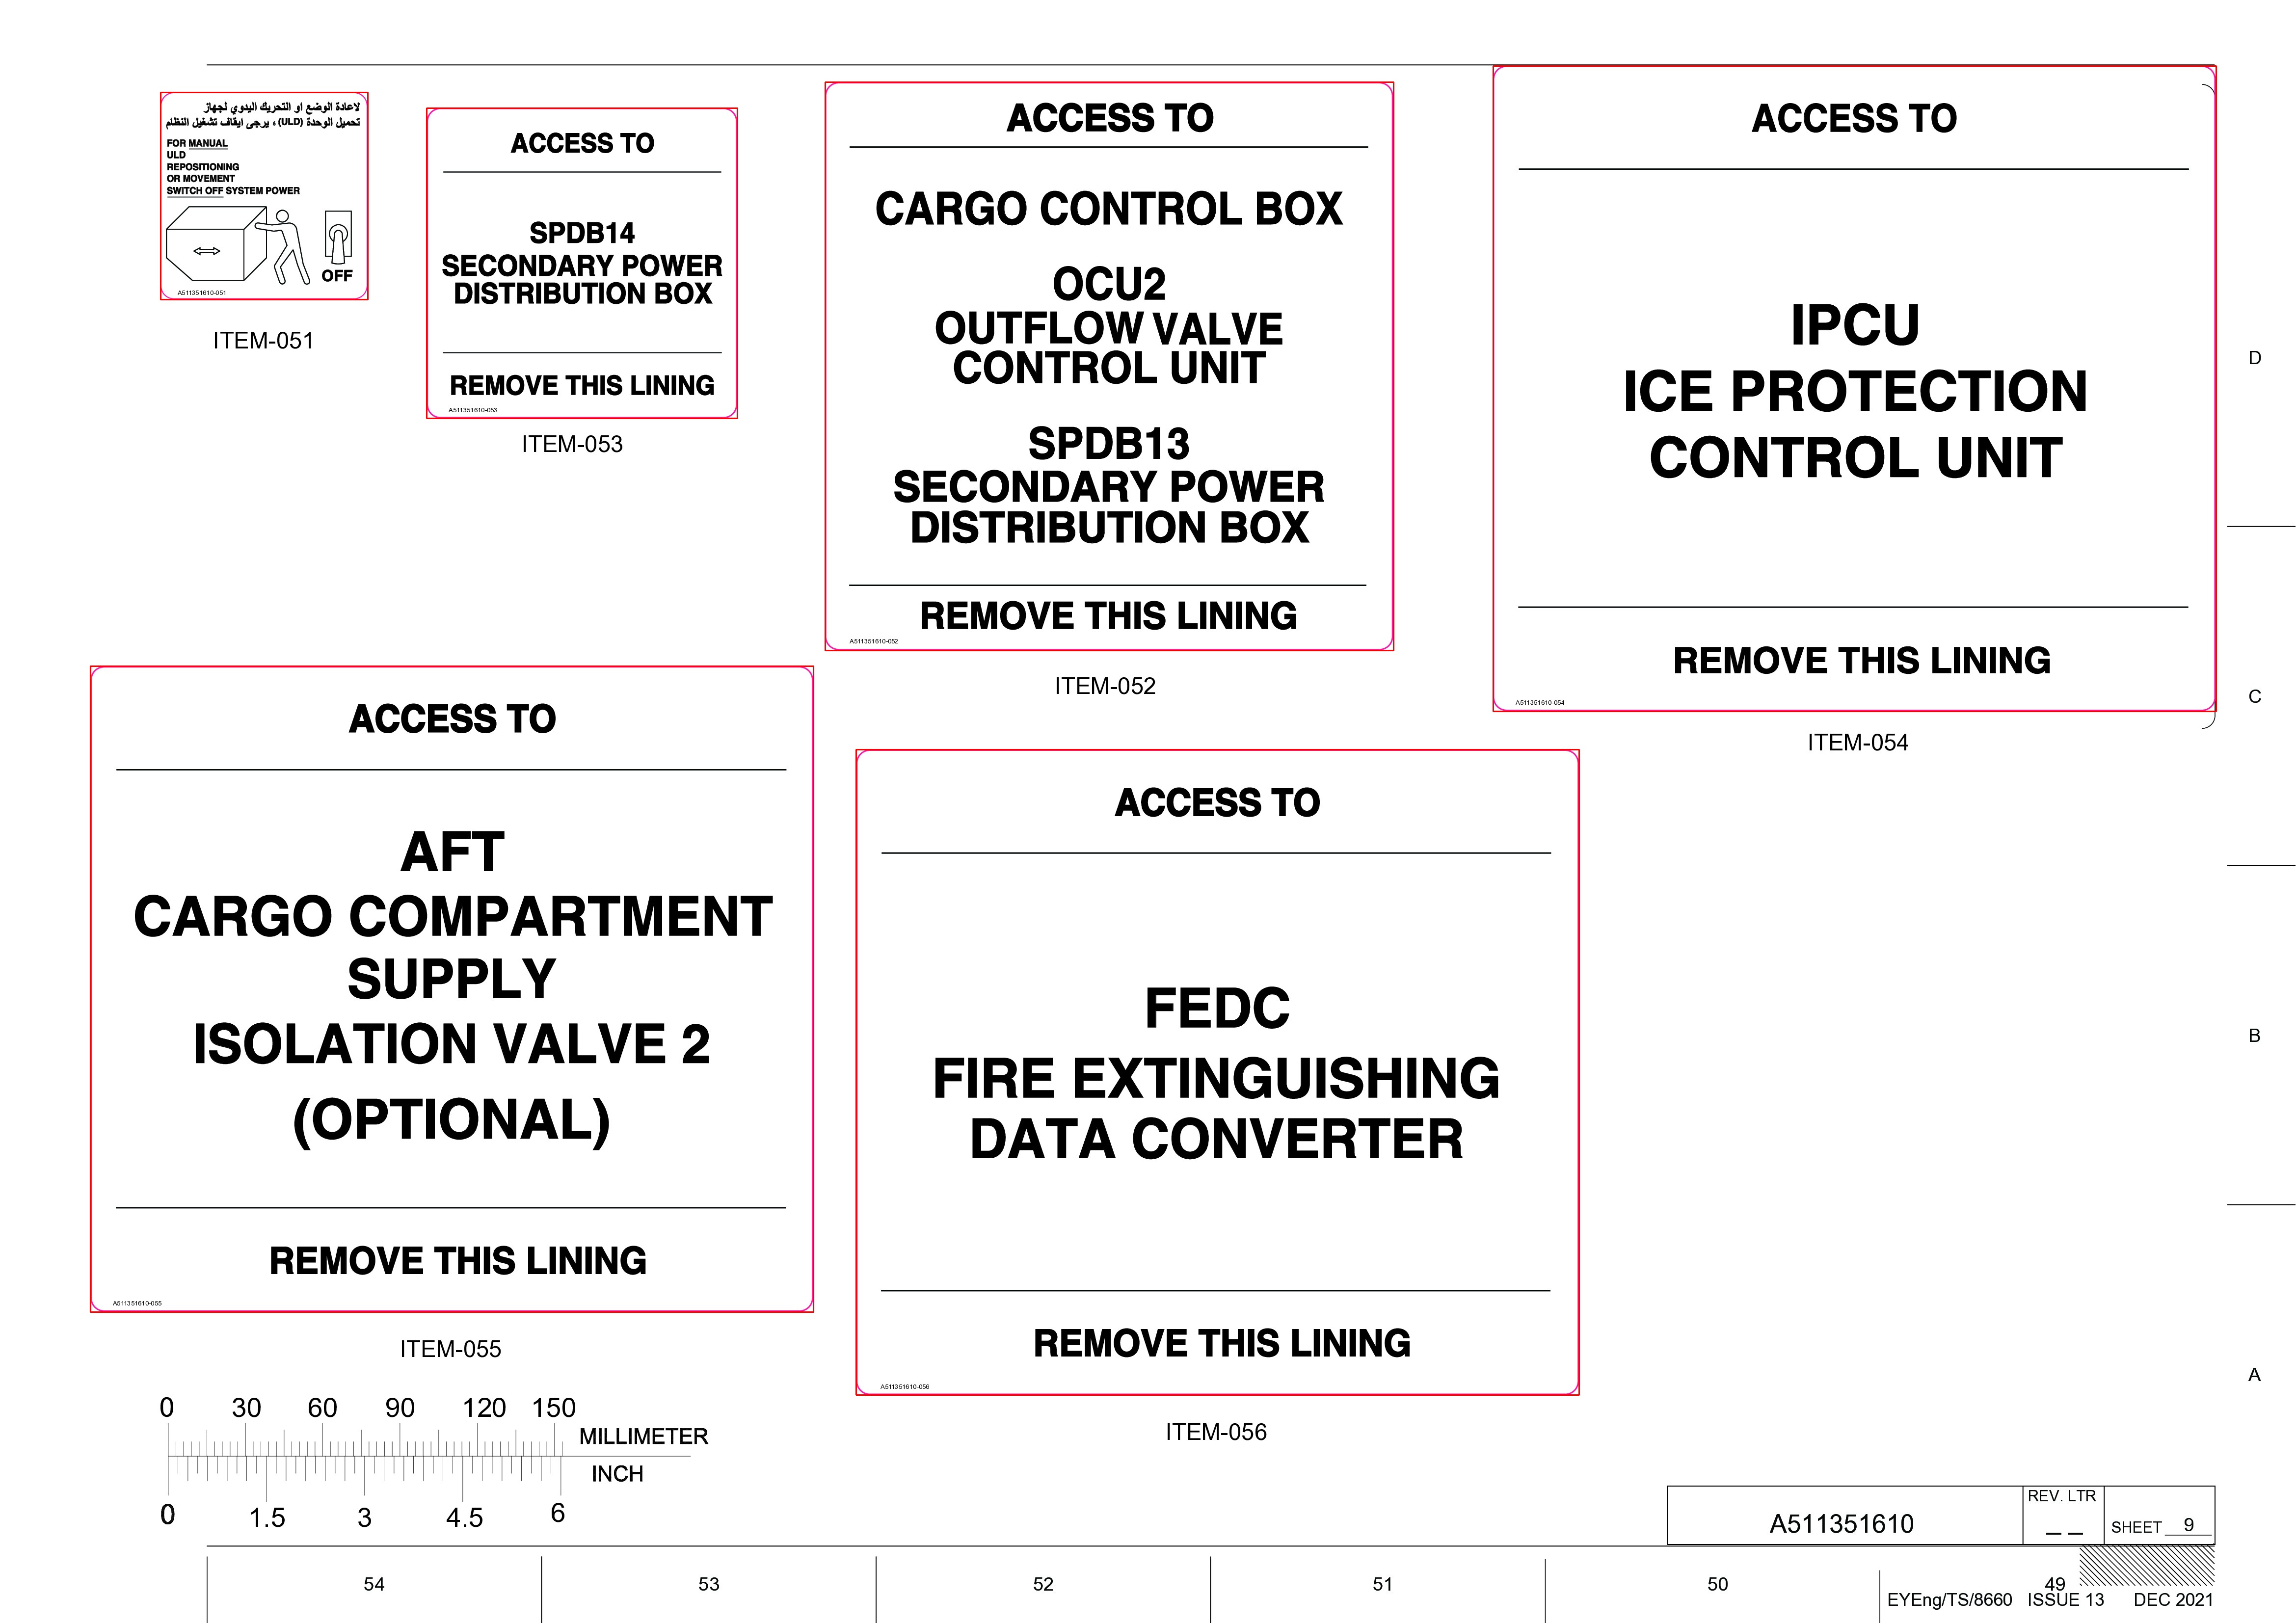 لاعادة الوضع او التحريك اليدوي لجهاز
تحميل الوحدة (ULD) ، يرجى ايقاف تشغيل النظام
FOR MANUAL
ULD
REPOSITIONING
OR MOVEMENT
SWITCH OFF SYSTEM POWER
OFF
A511351610-051
ITEM-051
ACCESS TO
SPDB14
SECONDARY POWER
DISTRIBUTION BOX
REMOVE THIS LINING
A511351610-053
ITEM-053
ACCESS TO
CARGO CONTROL BOX
OCU2
OUTFLOW VALVE
CONTROL UNIT
SPDB13
SECONDARY POWER
DISTRIBUTION BOX
REMOVE THIS LINING
A511351610-052
ITEM-052
ACCESS TO
IPCU
ICE PROTECTION
CONTROL UNIT
REMOVE THIS LINING
A511351610-054
ITEM-054
ACCESS TO
AFT
CARGO COMPARTMENT
SUPPLY
ISOLATION VALVE 2
(OPTIONAL)
REMOVE THIS LINING
A511351610-055
ITEM-055
ACCESS TO
FEDC
FIRE EXTINGUISHING
DATA CONVERTER
REMOVE THIS LINING
A511351610-056
ITEM-056
D
C
B
A
0 30 60 90 120 150
MILLIMETER
INCH
0 1.5 3 4.5 6
A511351610
REV. LTR
_ _
SHEET 9
54 53 52 51 50 49
EYEng/TS/8660 ISSUE 13 DEC 2021